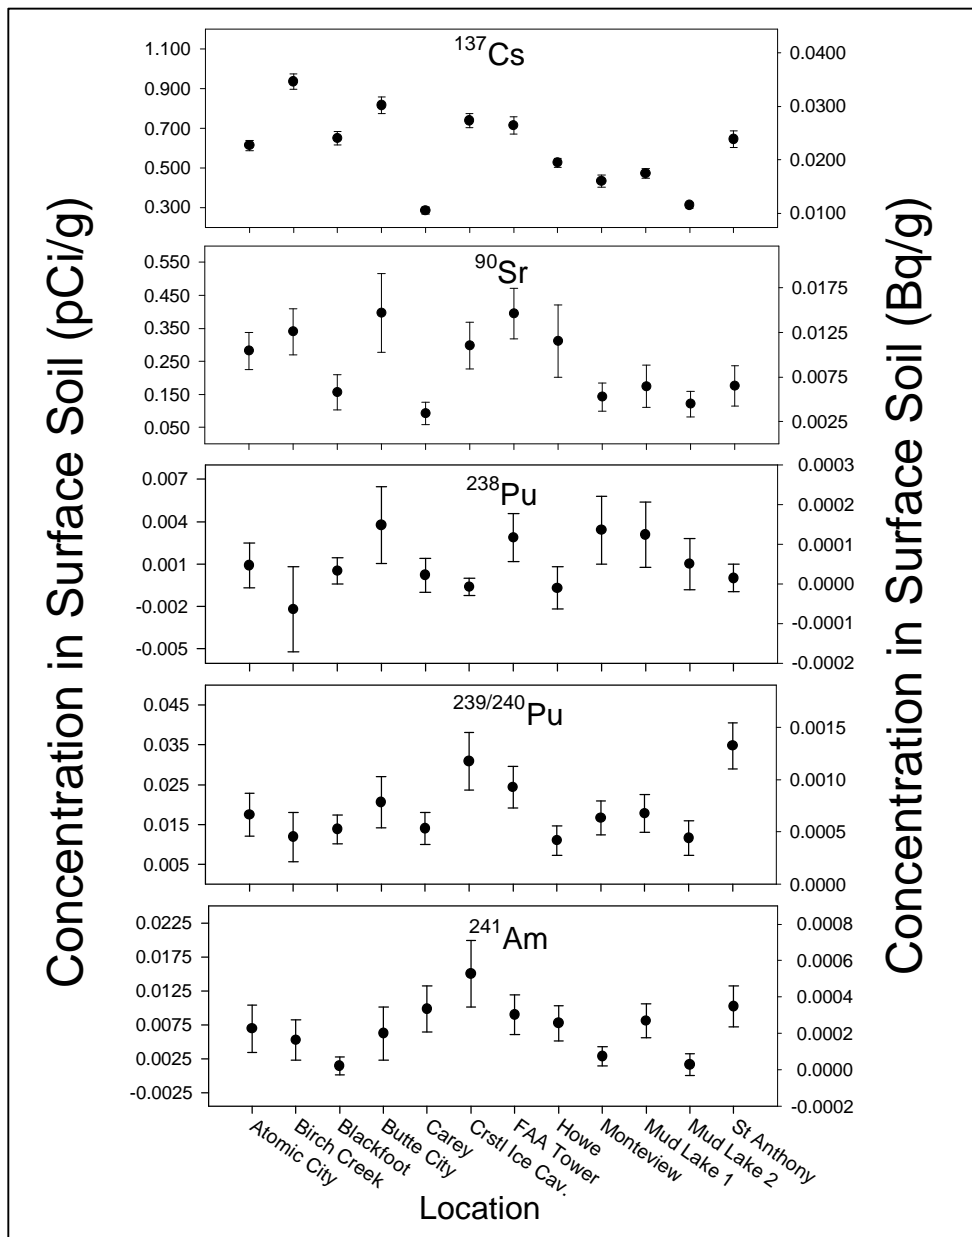 Concentration in Surface Soil (pCi/g)
Concentration in Surface Soil (Bq/g)
137Cs
1.100
0.900
0.700
0.500
0.300
0.0400
0.0300
0.0200
0.0100
90Sr
0.550
0.450
0.350
0.250
0.150
0.050
0.0175
0.0125
0.0075
0.0025
238Pu
0.007
0.004
0.001
-0.002
-0.005
0.0003
0.0002
0.0001
0.0000
-0.0001
-0.0002
239/240Pu
0.045
0.035
0.025
0.015
0.005
0.0015
0.0010
0.0005
0.0000
241Am
0.0225
0.0175
0.0125
0.0075
0.0025
-0.0025
0.0008
0.0006
0.0004
0.0002
0.0000
-0.0002
Atomic City
Birch Creek
Blackfoot
Butte City
Carey
Crstl Ice Cav.
FAA Tower
Howe
Monteview
Mud Lake 1
Mud Lake 2
St Anthony
Location